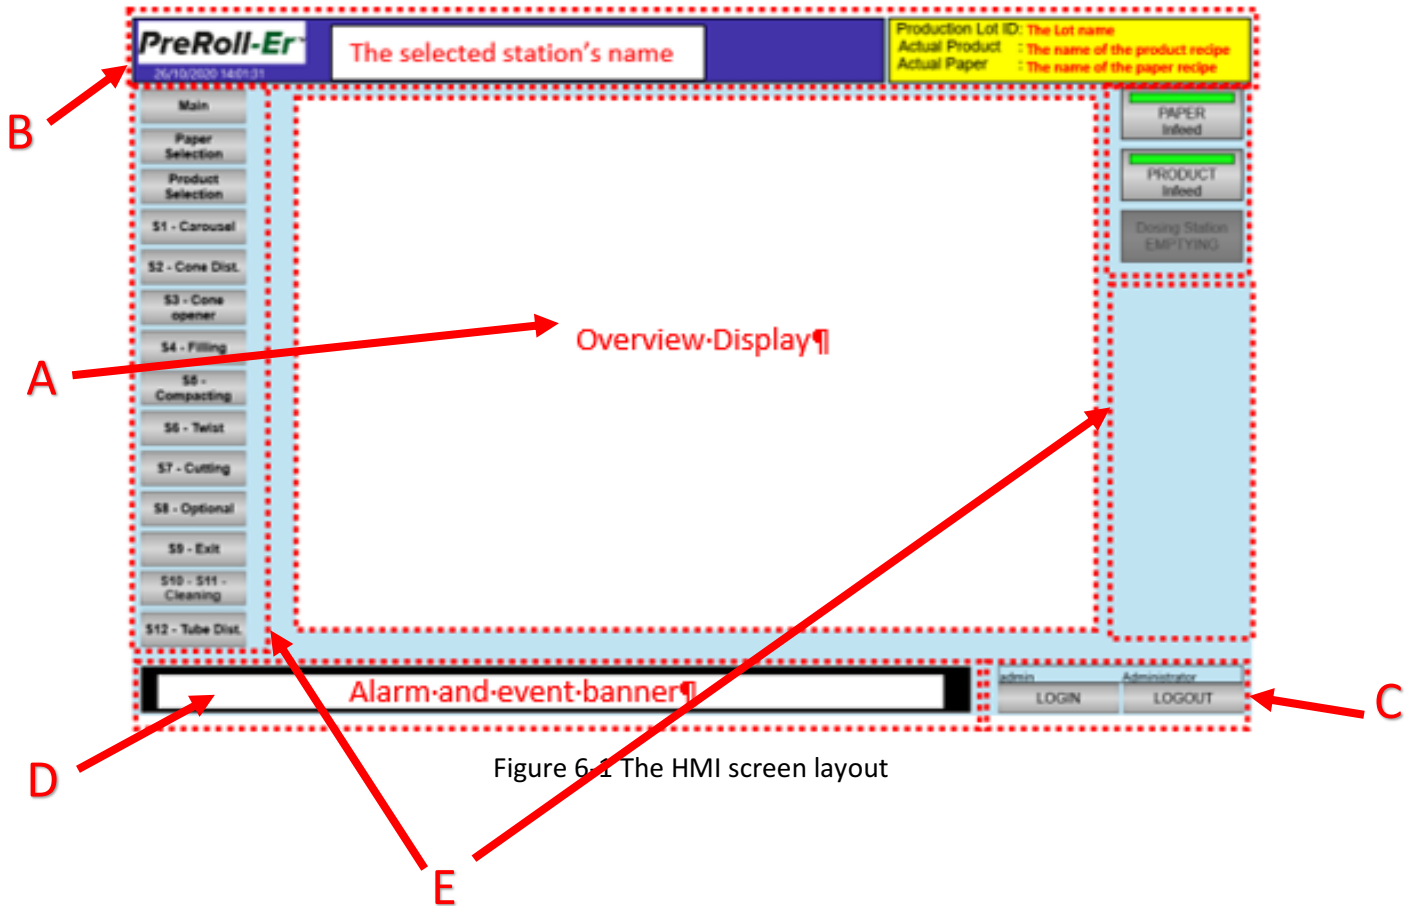 PreRoll-Er
26/10/2020 14:01:31
The selected station's name
Production Lot ID: The Lot name
Actual Product : The name of the product recipe
Actual Paper : The name of the paper recipe
B
Main
Paper
Selection
Product
Selection
S1 - Carousel
S2 - Cone Dist.
S3 - Cone
opener
S4 - Filling
S5 -
Compacting
S6 - Twist
S7 - Cutting
S8 - Optional
S9 - Exit
S10 - S11 -
Cleaning
S12 - Tube Dist.
A
Overview·Display¶
PAPER
Infeed
PRODUCT
Infeed
Dosing Station
EMPTYING
Alarm·and·event·banner¶
admin Administrator
LOGIN LOGOUT
C
D
Figure 6-1 The HMI screen layout
E